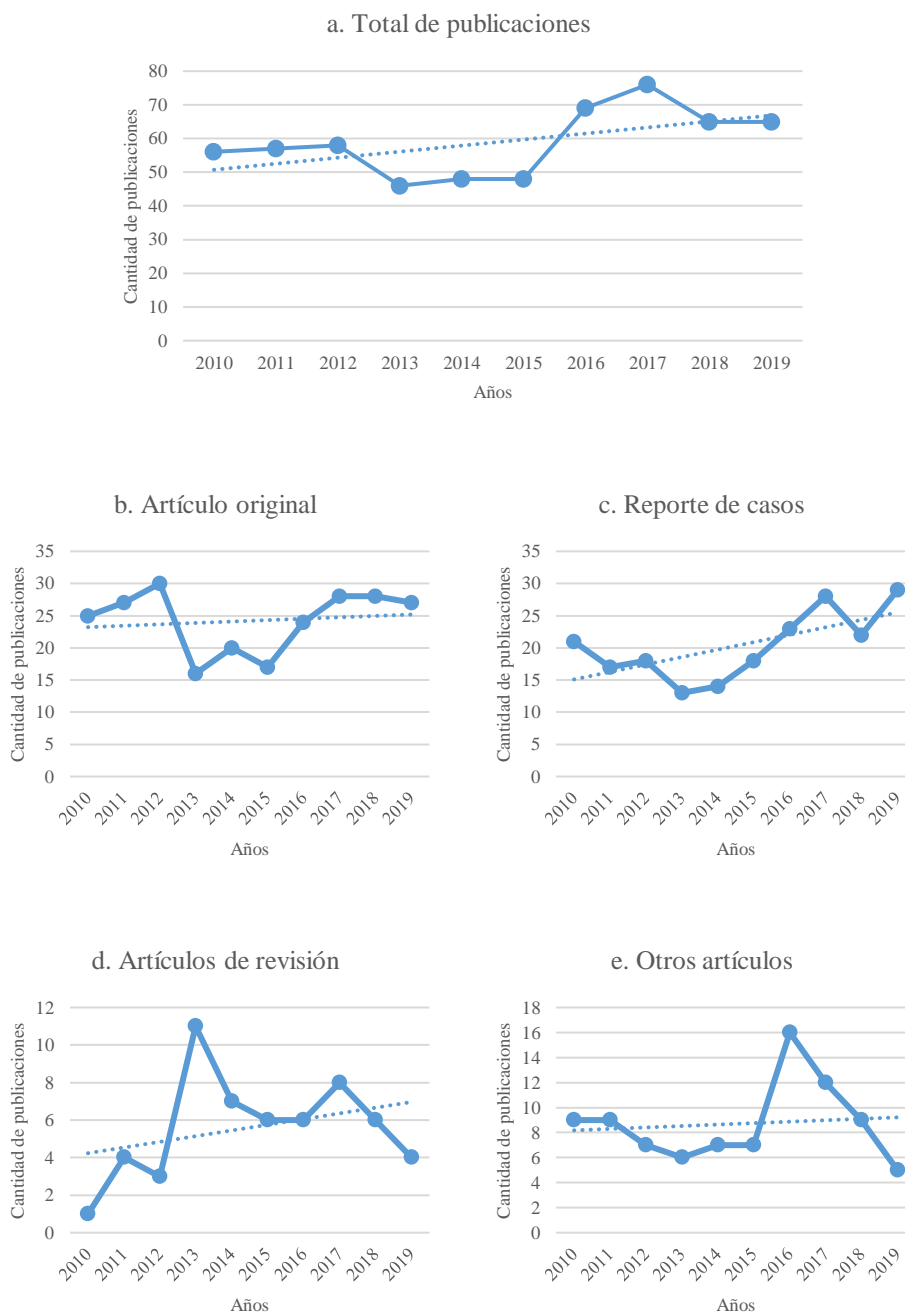 a. Total de publicaciones
Cantidad de publicaciones
80
70
60
50
40
30
20
10
0
2010 2011 2012 2013 2014 2015 2016 2017 2018 2019
Años
b. Artículo original
Cantidad de publicaciones
35
30
25
20
15
10
5
0
2010 2011 2012 2013 2014 2015 2016 2017 2018 2019
Años
c. Reporte de casos
Cantidad de publicaciones
35
30
25
20
15
10
5
0
2010 2011 2012 2013 2014 2015 2016 2017 2018 2019
Años
d. Artículos de revisión
Cantidad de publicaciones
12
10
8
6
4
2
0
2010 2011 2012 2013 2014 2015 2016 2017 2018 2019
Años
e. Otros artículos
Cantidad de publicaciones
18
16
14
12
10
8
6
4
2
0
2010 2011 2012 2013 2014 2015 2016 2017 2018 2019
Años